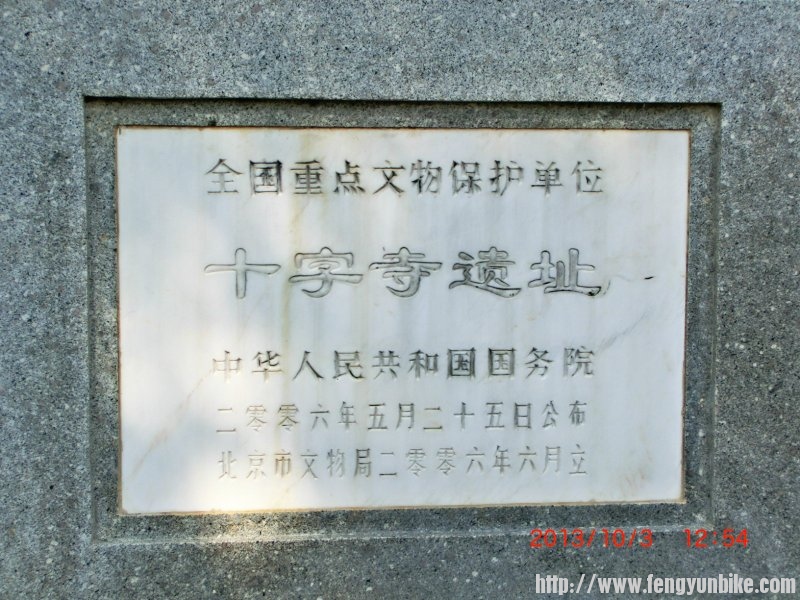 全国重点文物保护单位
十字寺遗址
中华人民共和国国务院
二零零六年五月二十五日公布
北京市文物局二零零六年六月立
2013/10/3 12:54
http://www.fengyunbike.com